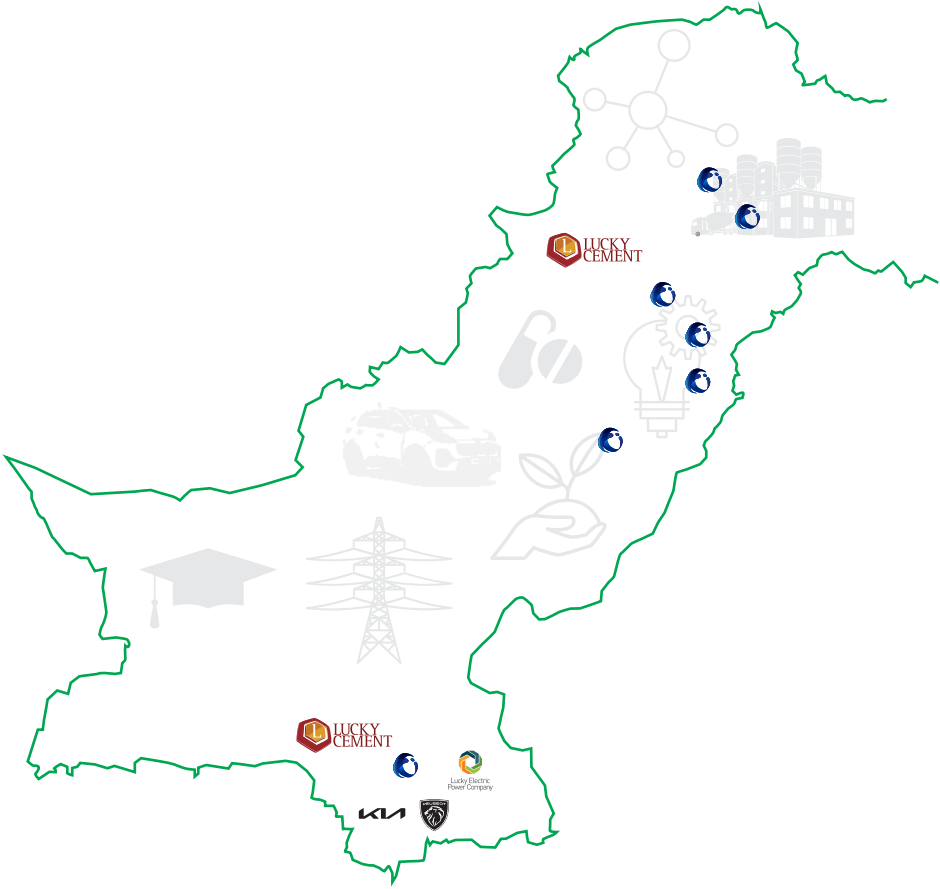 LUCKY
CEMENT
LUCKY
CEMENT
Lucky Electric
Power Company
KIA
PEUGEOT